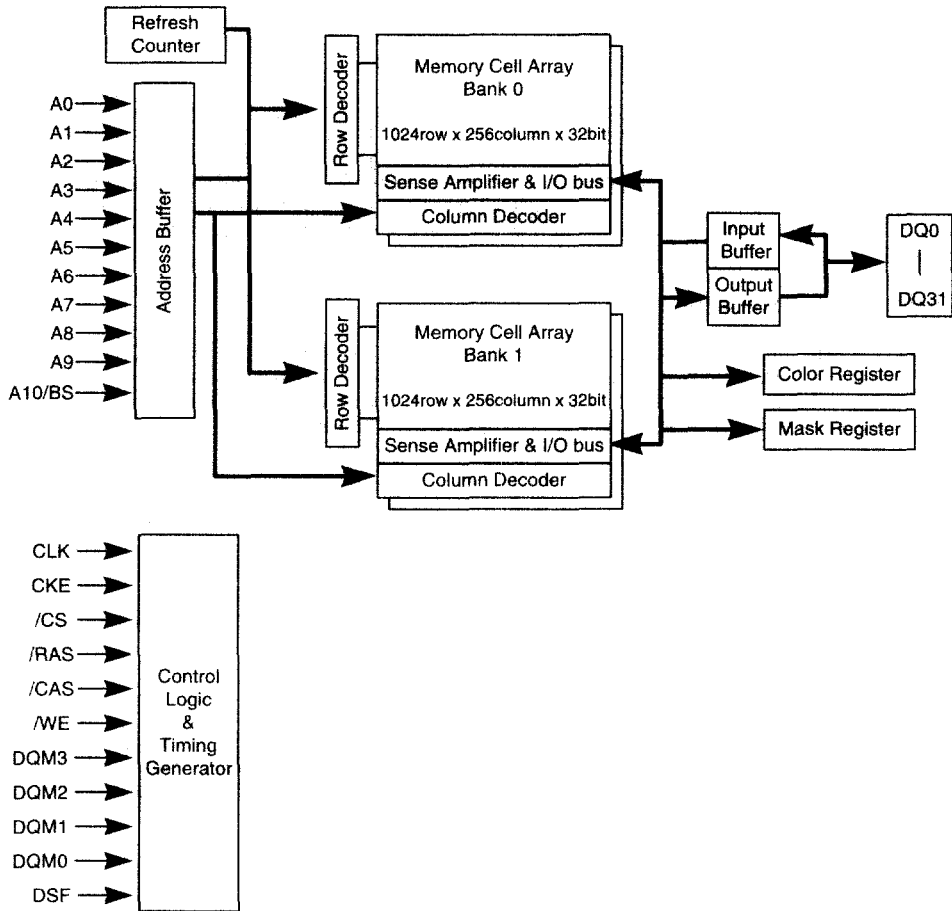 Refresh
Counter
A0
A1
A2
A3
A4
A5
A6
A7
A8
A9
A10/BS
Address Buffer
Row Decoder
Memory Cell Array
Bank 0
1024row x 256column x 32bit
Sense Amplifier & I/O bus
Column Decoder
Row Decoder
Memory Cell Array
Bank 1
1024row x 256column x 32bit
Sense Amplifier & I/O bus
Column Decoder
Input
Buffer
Output
Buffer
DQ0
DQ31
Color Register
Mask Register
CLK
CKE
/CS
/RAS
/CAS
/WE
DQM3
DQM2
DQM1
DQM0
DSF
Control
Logic
&
Timing
Generator